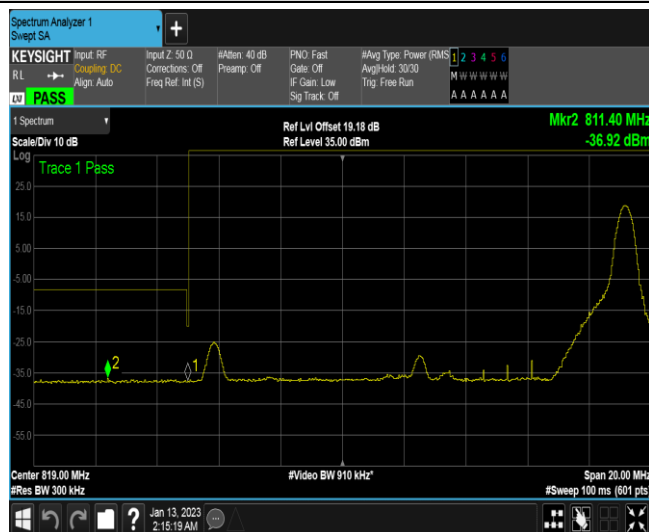 Spectrum Analyzer 1
Swept SA
+
KEYSIGHT
RL
LXI PASS
Input: RF
Coupling: DC
Align: Auto
Input Z: 50 Ω
Corrections: Off
Freq Ref: Int (S)
#Atten: 40 dB
Preamp: Off
PNO: Fast
Gate: Off
IF Gain: Low
Sig Track: Off
#Avg Type: Power (RMS
Avg|Hold: 30/30
Trig: Free Run
1 2 3 4 5 6
M W W W W W
A A A A A A
1 Spectrum
Scale/Div 10 dB
Ref Lvl Offset 19.18 dB
Ref Level 35.00 dBm
Mkr2 811.40 MHz
-36.92 dBm
Log
Trace 1 Pass
25.0
15.0
5.00
-5.00
-15.0
-25.0
-35.0
-45.0
-55.0
2
1
Center 819.00 MHz
#Res BW 300 kHz
#Video BW 910 kHz*
Span 20.00 MHz
#Sweep 100 ms (601 pts)
?
Jan 13, 2023
2:15:19 AM